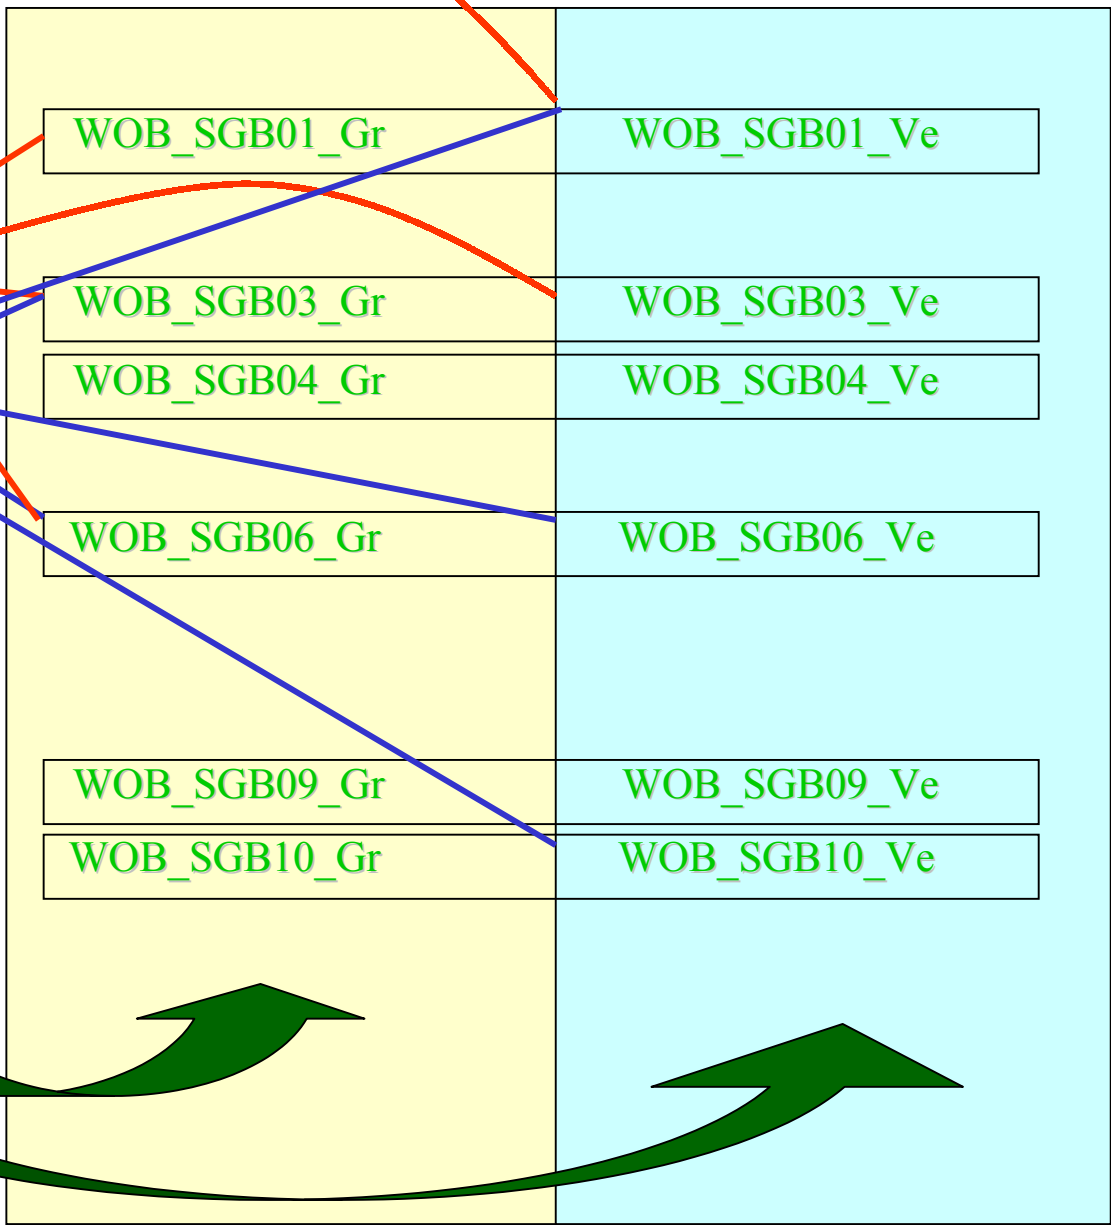 WOB_SGB01_Gr WOB_SGB01_Ve
WOB_SGB03_Gr WOB_SGB03_Ve
WOB_SGB04_Gr WOB_SGB04_Ve
WOB_SGB06_Gr WOB_SGB06_Ve
WOB_SGB09_Gr WOB_SGB09_Ve
WOB_SGB10_Gr WOB_SGB10_Ve